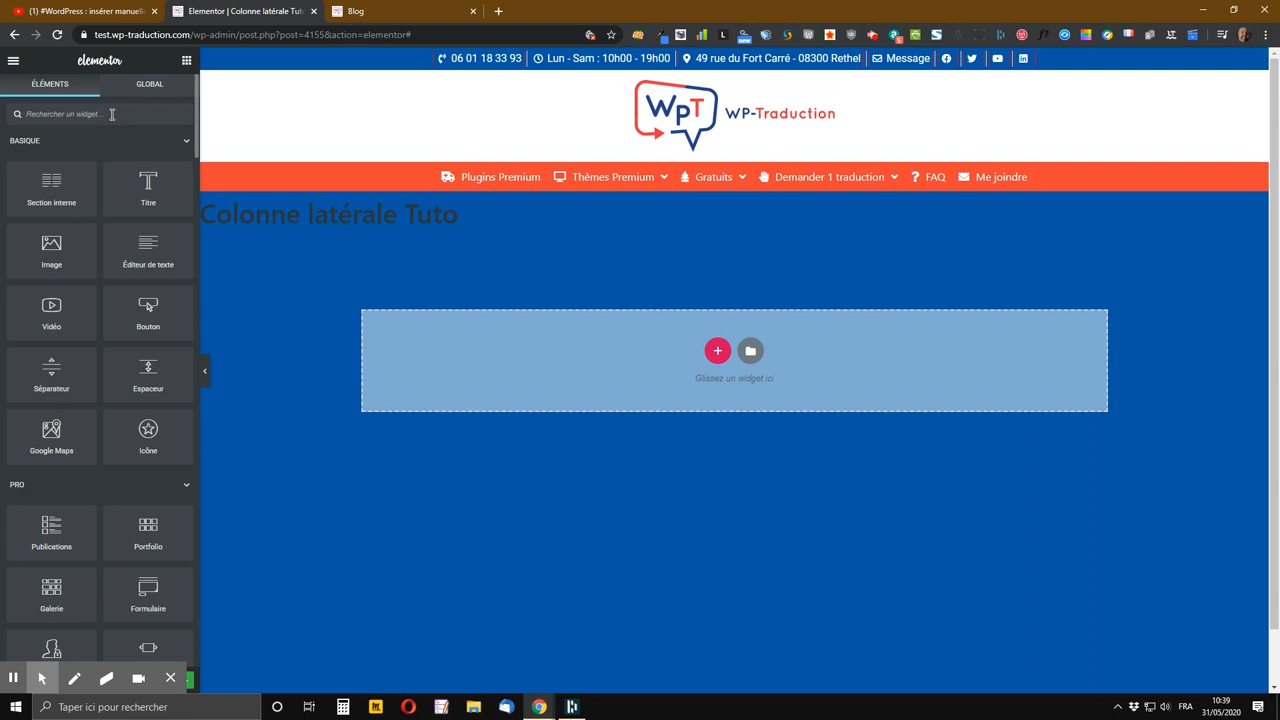 (1) #WordPress : insérer manuelle
Elementor | Colonne latérale Tuto
Blog
test.wp-traduction.com/wp-admin/post.php?post=4155&action=elementor#
elementor
06 01 18 33 93
Lun - Sam : 10h00 - 19h00
49 rue du Fort Carré - 08300 Rethel
Message
ÉLÉMENTS
GLOBAL
Rechercher un widget...
WPT
WP-Traduction
BASIQUE
Plugins Premium
Thèmes Premium
Gratuits
Demander 1 traduction
FAQ
Me joindre
Section interne
Titre
Colonne latérale Tuto
Image
Éditeur de texte
Vidéo
Bouton
Glissez un widget ici
Séparateur
Espaceur
Google Maps
Icône
PRO
Publications
Portfolio
Galerie
Formulaire
Taper ici pour rechercher
FRA
10:39
31/05/2020